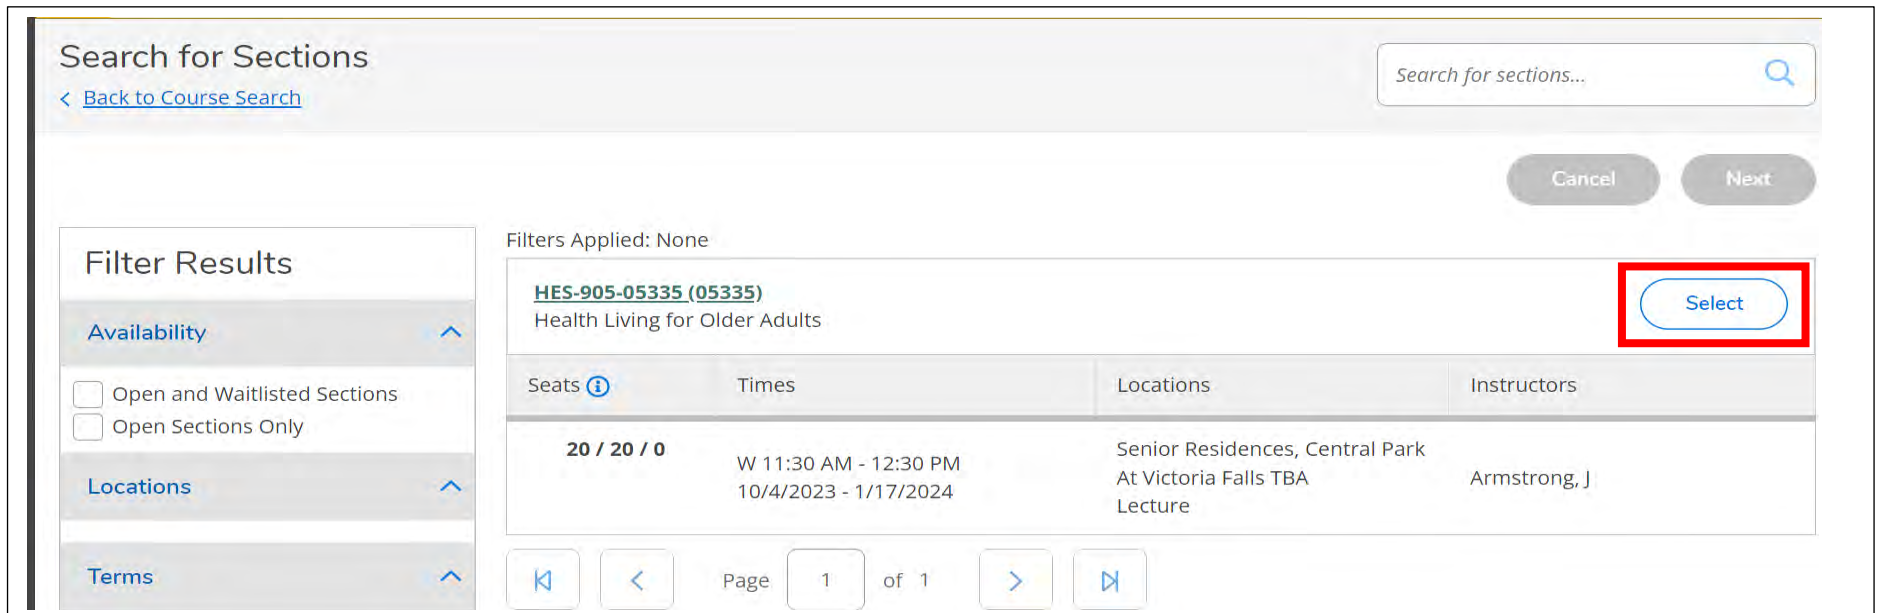 Search for Sections
Back to Course Search
Search for sections...
Cancel
Next
Filter Results
Availability
Open and Waitlisted Sections
Open Sections Only
Locations
Terms
Filters Applied: None
HES-905-05335 (05335)
Health Living for Older Adults
Select
Seats
Times
Locations
Instructors
20 / 20 / 0
W 11:30 AM - 12:30 PM
10/4/2023 - 1/17/2024
Senior Residences, Central Park
At Victoria Falls TBA
Lecture
Armstrong, J
Page 1 of 1